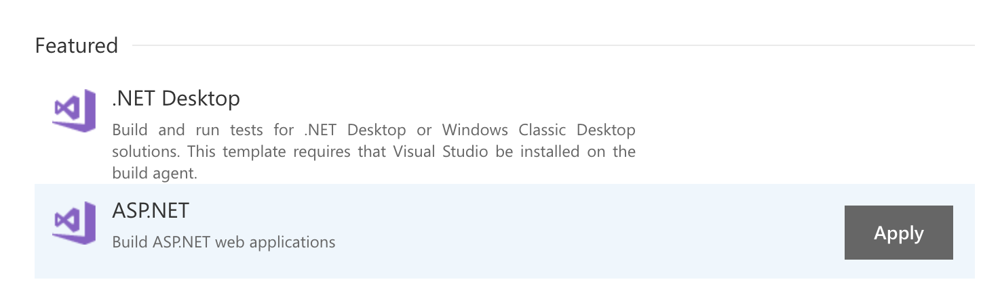 Featured
.NET Desktop
Build and run tests for .NET Desktop or Windows Classic Desktop
solutions. This template requires that Visual Studio be installed on the
build agent.
ASP.NET
Build ASP.NET web applications
Apply